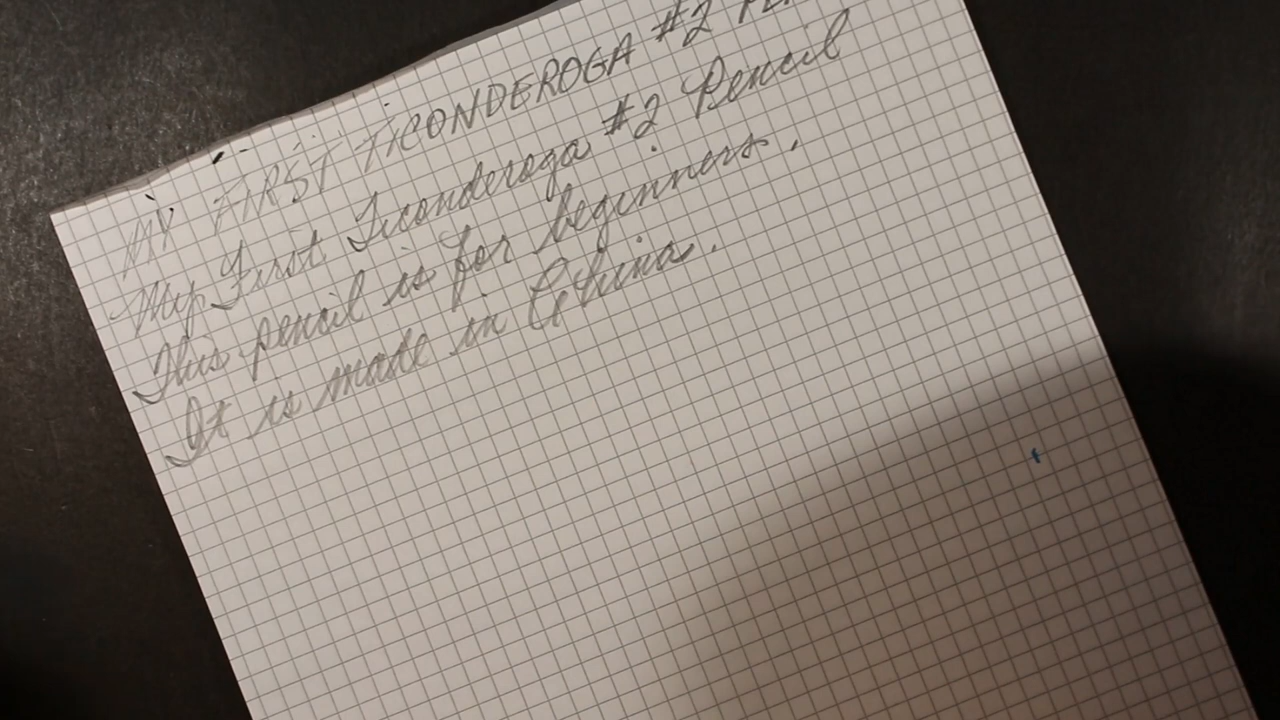 MY FIRST TICONDEROGA #2
My First Ticonderoga #2 Pencil
This pencil is for beginners.
It is made in China.